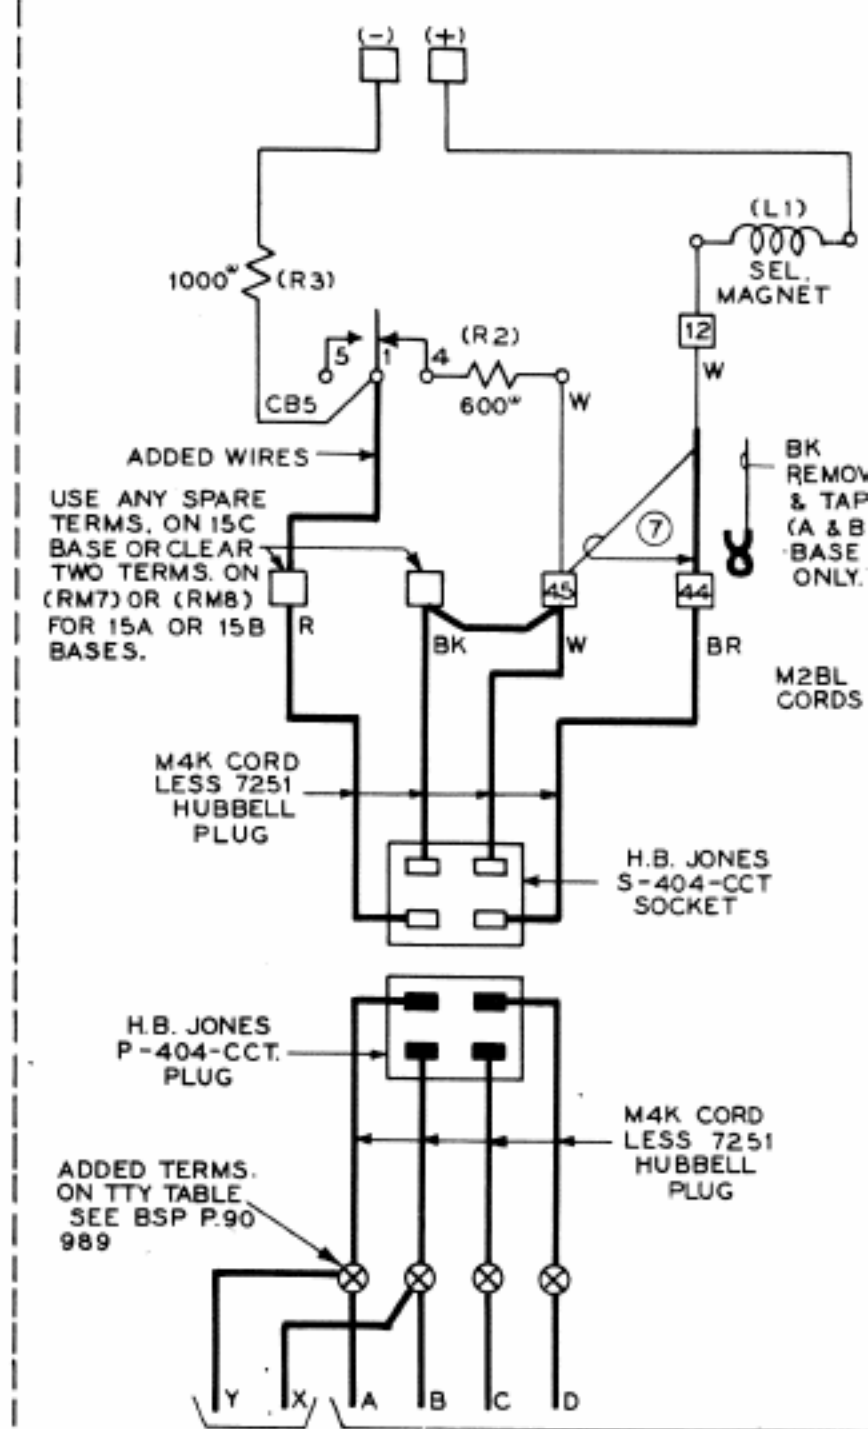 (-) (+)
(L1)
SEL.
MAGNET
1000ʷ (R3)
12
W
5 1 4 (R2)
600ʷ W
CB5
ADDED WIRES
BK
REMOV
& TAP
(A & B
BASE
ONLY.
7
USE ANY SPARE
TERMS. ON 15C
BASE OR CLEAR
TWO TERMS. ON
(RM7) OR (RM8)
FOR 15A OR 15B
BASES.
45 44
R BK W BR
M2BL
CORDS
M4K CORD
LESS 7251
HUBBELL
PLUG
H.B. JONES
S-404-CCT
SOCKET
H.B. JONES
P-404-CCT.
PLUG
M4K CORD
LESS 7251
HUBBELL
PLUG
ADDED TERMS.
ON TTY TABLE
SEE BSP P.90
989
Y X A B C D